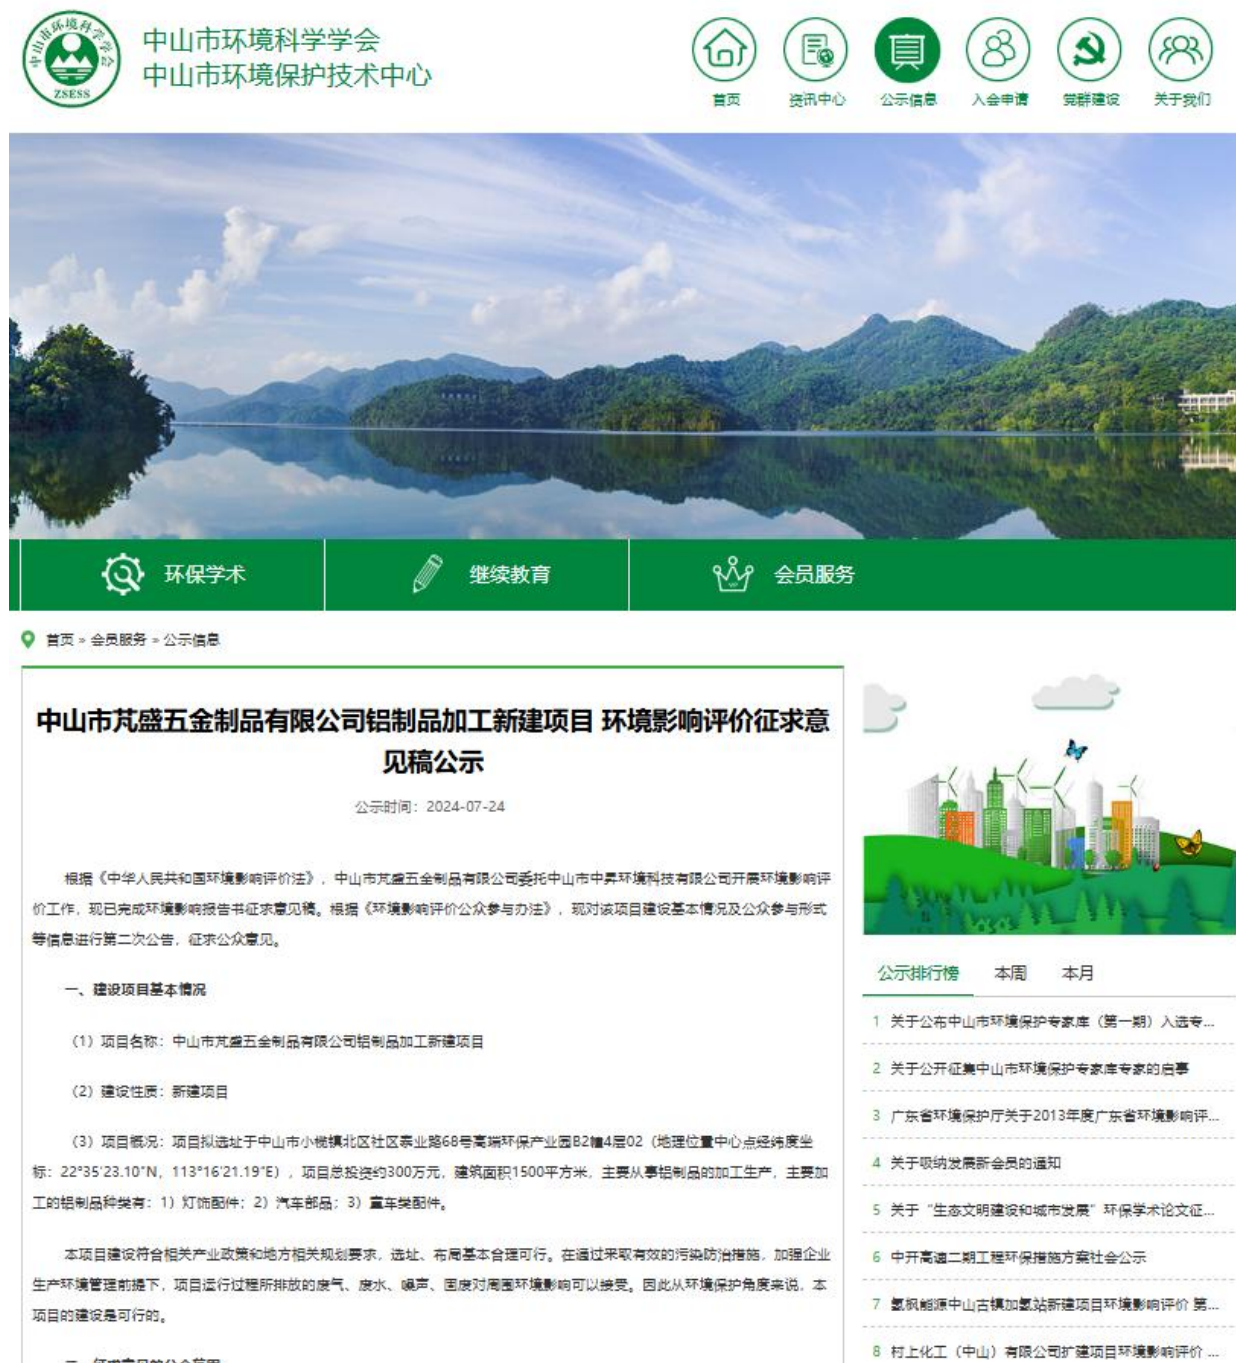 中山市环境科学学会
ZSESS
中山市环境科学学会
中山市环境保护技术中心
首页
资讯中心
公示信息
入会申请
党群建设
关于我们
环保学术
继续教育
会员服务
首页 » 会员服务 » 公示信息
中山市芃盛五金制品有限公司铝制品加工新建项目 环境影响评价征求意
见稿公示
公示时间：2024-07-24
根据《中华人民共和国环境影响评价法》，中山市芃盛五金制品有限公司委托中山市中昇环境科技有限公司开展环境影响评
价工作，现已完成环境影响报告书征求意见稿。根据《环境影响评价公众参与办法》，现对该项目建设基本情况及公众参与形式
等信息进行第二次公告，征求公众意见。
一、建设项目基本情况
（1）项目名称：中山市芃盛五金制品有限公司铝制品加工新建项目
（2）建设性质：新建项目
（3）项目概况：项目拟选址于中山市小榄镇北区社区泰业路68号高端环保产业园B2幢4层02（地理位置中心点经纬度坐
标：22°35'23.10"N，113°16'21.19"E），项目总投资约300万元，建筑面积1500平方米，主要从事铝制品的加工生产，主要加
工的铝制品种类有：1）灯饰配件；2）汽车部品；3）童车类配件。
本项目建设符合相关产业政策和地方相关规划要求，选址、布局基本合理可行。在通过采取有效的污染防治措施，加强企业
生产环境管理前提下，项目运行过程所排放的废气、废水、噪声、固废对周围环境影响可以接受。因此从环境保护角度来说，本
项目的建设是可行的。
公示排行榜 本周 本月
1 关于公布中山市环境保护专家库（第一期）入选专...
2 关于公开征集中山市环境保护专家库专家的启事
3 广东省环境保护厅关于2013年度广东省环境影响评...
4 关于吸纳发展新会员的通知
5 关于“生态文明建设和城市发展”环保学术论文征...
6 中开高速二期工程环保措施方案社会公示
7 氢枫能源中山古镇加氢站新建项目环境影响评价 第...
8 村上化工（中山）有限公司扩建项目环境影响评价 ...